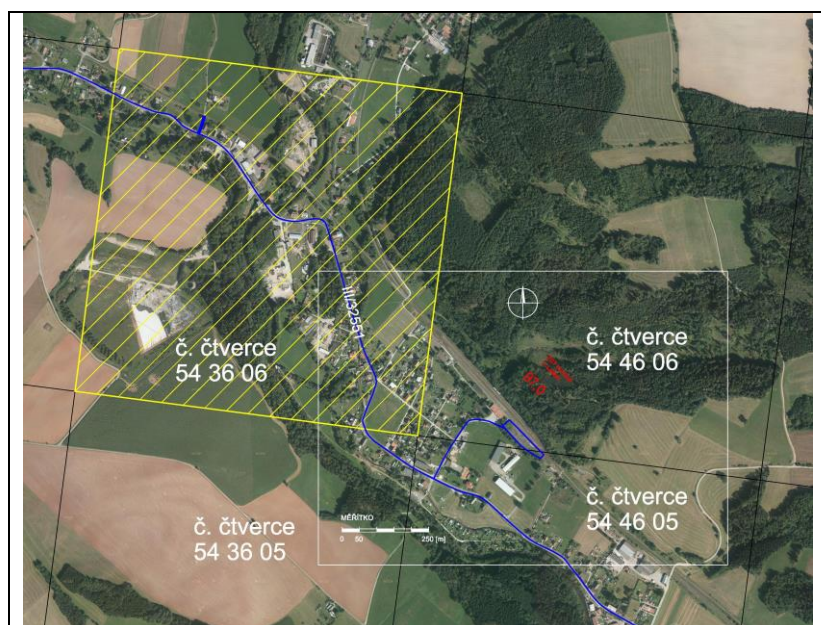 III/32551
č. čtverce
54 36 06
č. čtverce
54 46 06
č. čtverce
54 36 05
č. čtverce
54 46 05
MĚŘÍTKO
0 50 250 [m]